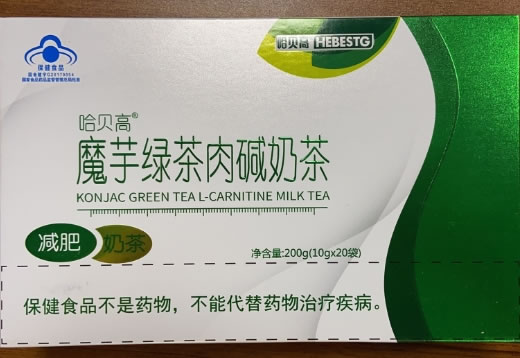 哈贝高 HEBESTG
保健食品
哈贝高®
魔芋绿茶肉碱奶茶
KONJAC GREEN TEA L-CARNITINE MILK TEA
减肥 奶茶
净含量:200g(10gx20袋)
保健食品不是药物，不能代替药物治疗疾病。